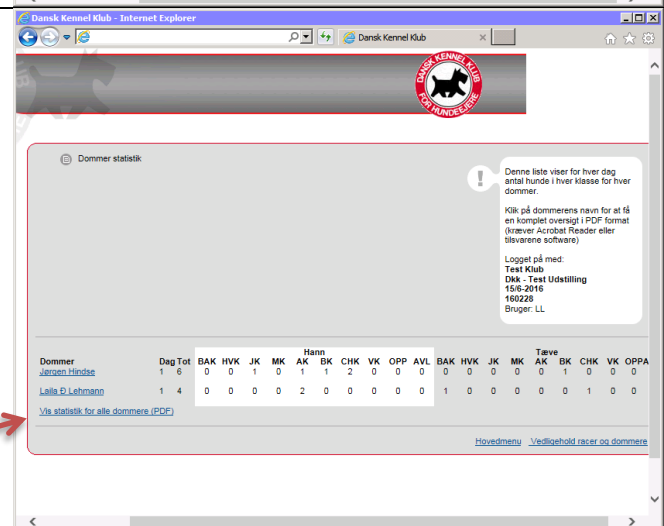 Dansk Kennel Klub - Internet Explorer
Dansk Kennel Klub
DANSK KENNEL KLUB
FOR HUNDEEJERE
Dommer statistik
!
Denne liste viser for hver dag
antal hunde i hver klasse for hver
dommer.
Klik på dommerens navn for at få
en komplet oversigt i PDF format
(kræver Acrobat Reader eller
tilsvarene software)
Logget på med:
Test Klub
Dkk - Test Udstilling
15/6-2016
160228
Bruger: LL
Hann Tæve
Dommer Dag Tot BAK HVK JK MK AK BK CHK VK OPP AVL BAK HVK JK MK AK BK CHK VK OPPA
Jørgen Hindse 1 6 0 0 1 0 1 1 2 0 0 0 0 0 0 0 0 1 0 0 0
Laila Ð Lehmann 1 4 0 0 0 0 2 0 0 0 0 0 1 0 0 0 0 0 1 0 0
Vis statistik for alle dommere (PDF)
Hovedmenu Vedligehold racer og dommere